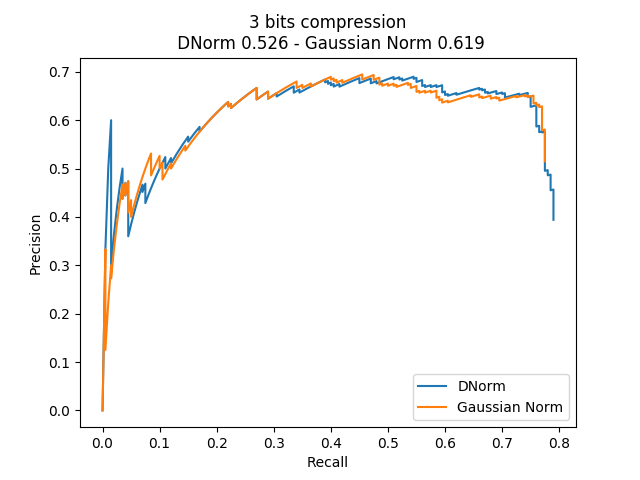 3 bits compression
DNorm 0.526 - Gaussian Norm 0.619
0.7
0.6
0.5
0.4
0.3
0.2
0.1
0.0
Precision
DNorm
Gaussian Norm
0.0 0.1 0.2 0.3 0.4 0.5 0.6 0.7 0.8
Recall